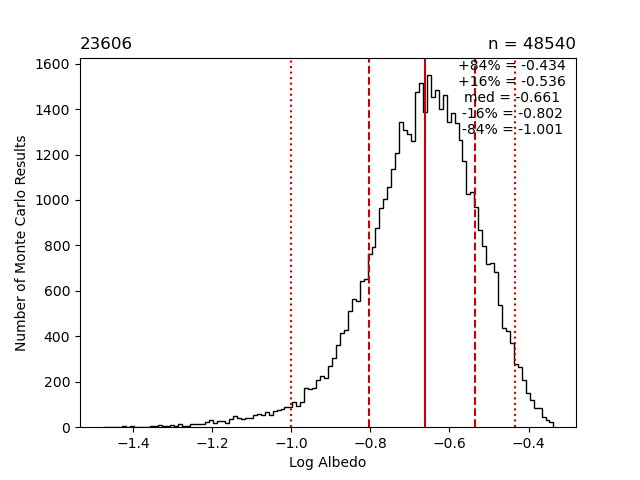 23606
n = 48540
+84% = -0.434
+16% = -0.536
med = -0.661
-16% = -0.802
-84% = -1.001
Number of Monte Carlo Results
1600
1400
1200
1000
800
600
400
200
0
−1.4 −1.2 −1.0 −0.8 −0.6 −0.4
Log Albedo